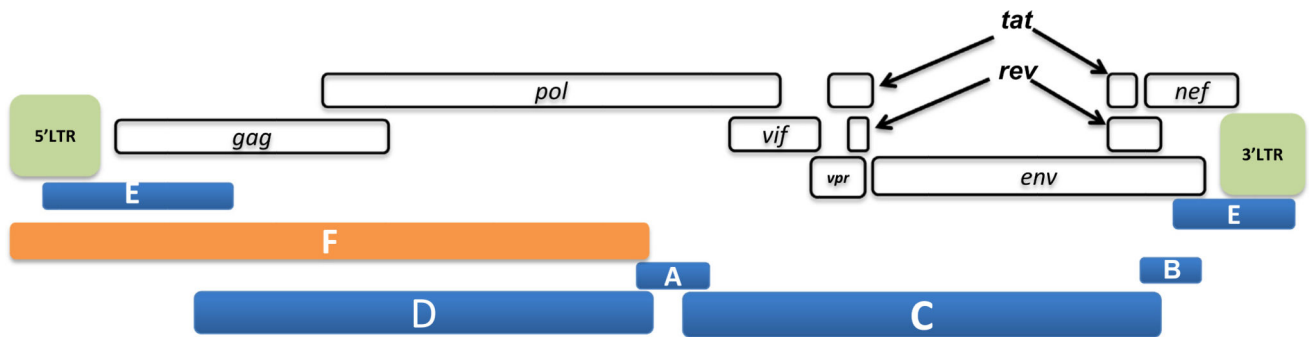 tat
rev
pol
nef
5'LTR
gag
vif
3'LTR
vpr
env
E
E
F
A
B
D
C